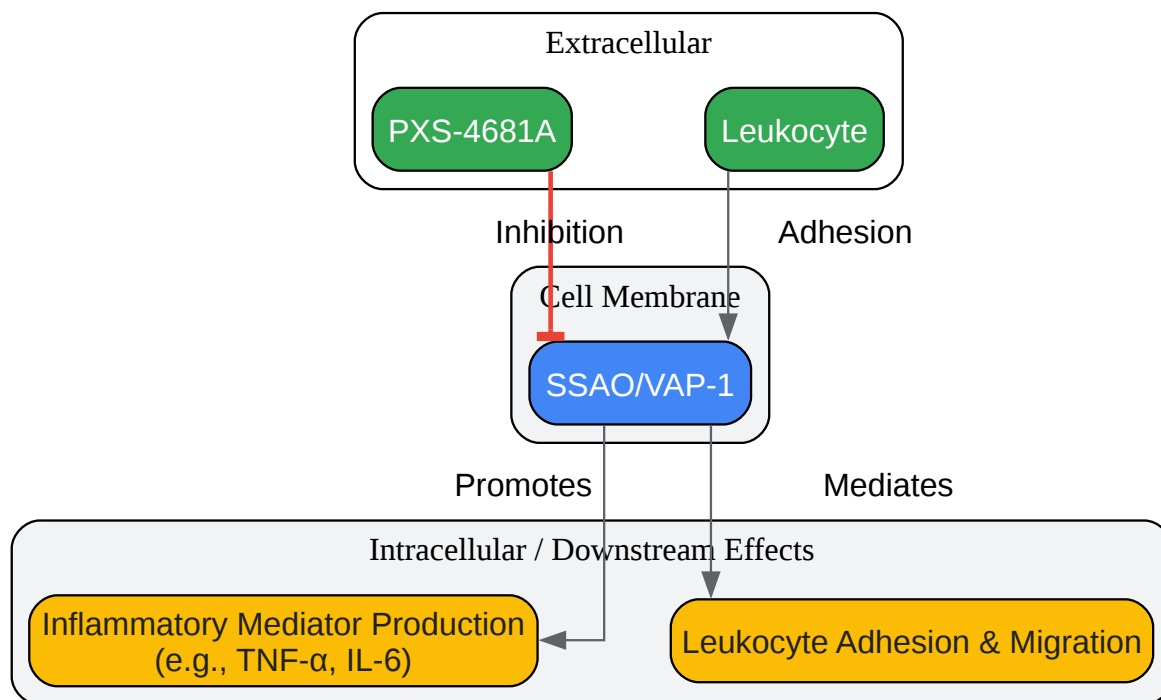 Extracellular
PXS-4681A
Leukocyte
Inhibition
Adhesion
Cell Membrane
SSAO/VAP-1
Promotes
Mediates
Intracellular / Downstream Effects
Inflammatory Mediator Production
(e.g., TNF-α, IL-6)
Leukocyte Adhesion & Migration